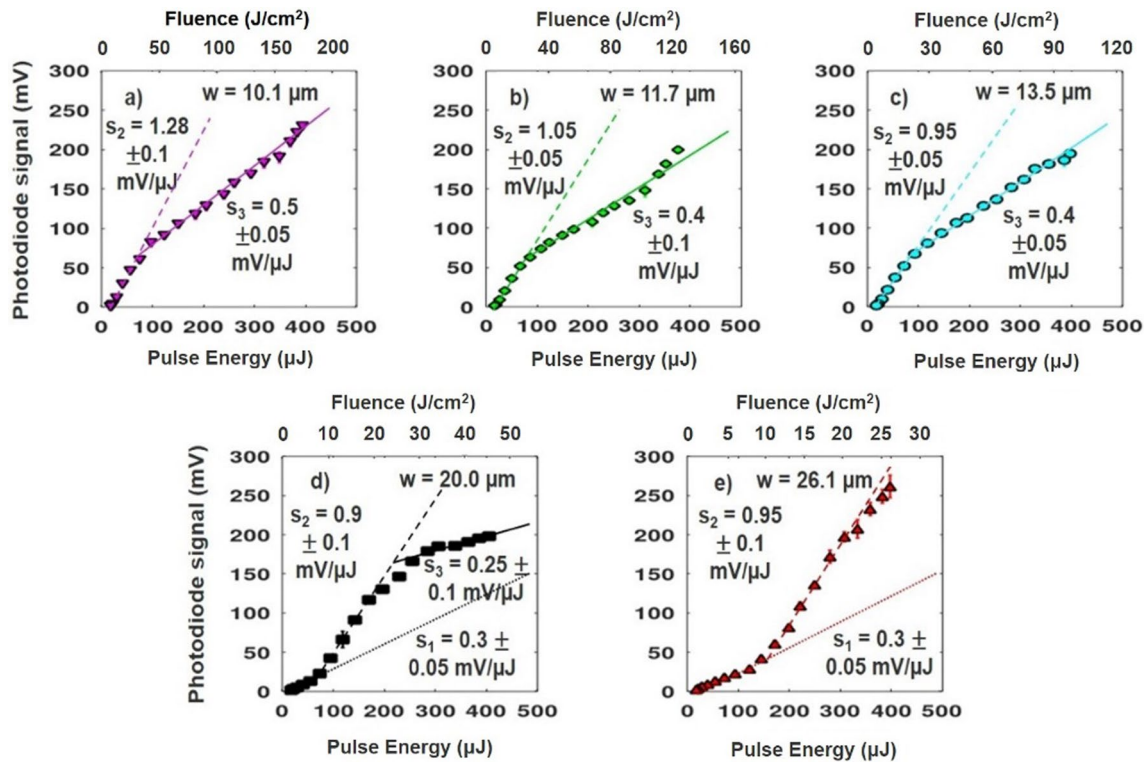 Fluence (J/cm²)
0 50 100 150 200
Fluence (J/cm²)
0 40 80 120 160
Fluence (J/cm²)
0 30 60 90 120
Photodiode signal (mV)
300
250
200
150
100
50
0
a)
w = 10.1 µm
s₂ = 1.28
±0.1
mV/µJ
s₃ = 0.5
±0.05
mV/µJ
0 100 200 300 400 500
Pulse Energy (µJ)
300
250
200
150
100
50
0
b)
w = 11.7 µm
s₂ = 1.05
±0.05
mV/µJ
s₃ = 0.4
±0.1
mV/µJ
0 100 200 300 400 500
Pulse Energy (µJ)
300
250
200
150
100
50
0
c)
w = 13.5 µm
s₂ = 0.95
±0.05
mV/µJ
s₃ = 0.4
±0.05
mV/µJ
0 100 200 300 400 500
Pulse Energy (µJ)
Fluence (J/cm²)
0 10 20 30 40 50
Photodiode signal (mV)
300
250
200
150
100
50
0
d)
w = 20.0 µm
s₂ = 0.9
± 0.1
mV/µJ
s₃ = 0.25 ±
0.1 mV/µJ
s₁ = 0.3 ±
0.05 mV/µJ
0 100 200 300 400 500
Pulse Energy (µJ)
Fluence (J/cm²)
0 5 10 15 20 25 30
300
250
200
150
100
50
0
e)
w = 26.1 µm
s₂ = 0.95
± 0.1
mV/µJ
s₁ = 0.3 ±
0.05 mV/µJ
0 100 200 300 400 500
Pulse Energy (µJ)